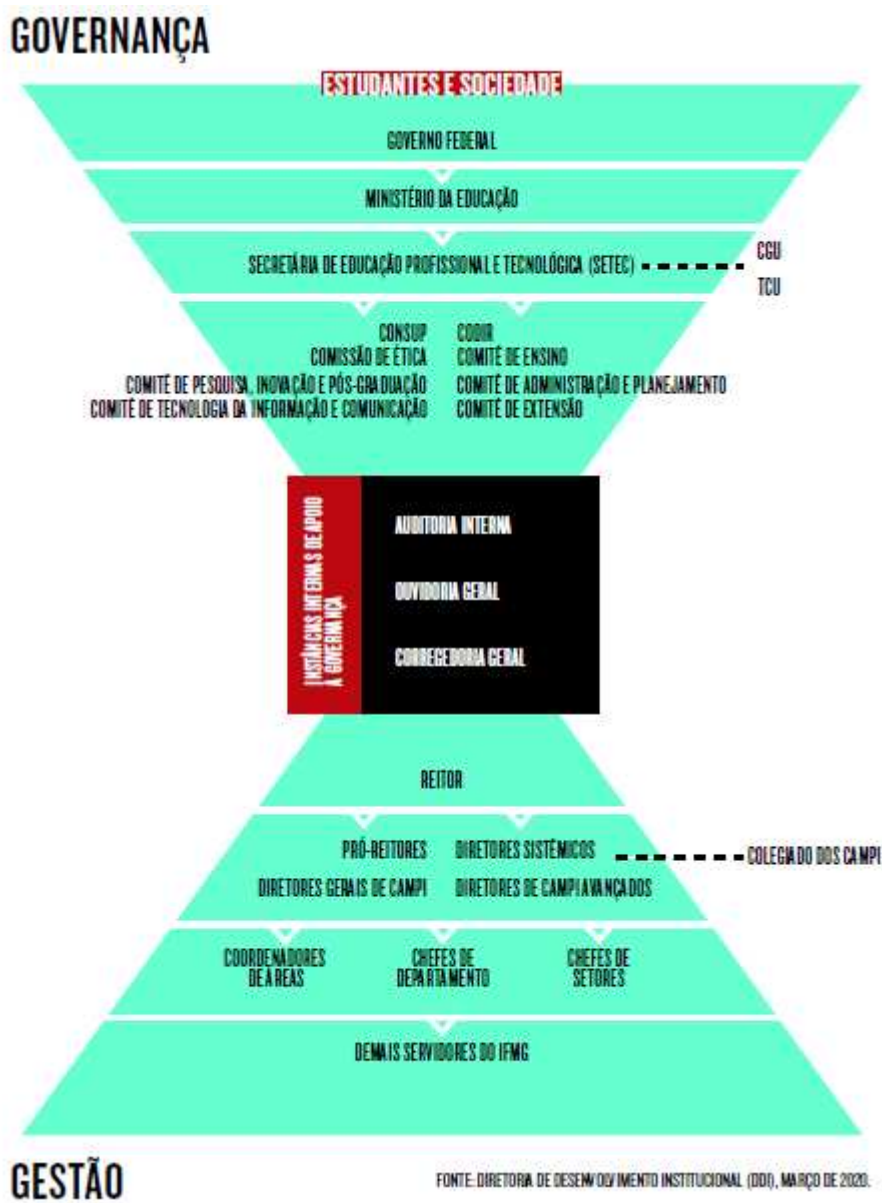 GOVERNANÇA
ESTUDANTES E SOCIEDADE
GOVERNO FEDERAL
MINISTÉRIO DA EDUCAÇÃO
SECRETÁRIA DE EDUCAÇÃO PROFISSIONAL E TECNOLÓGICA (SETEC)
CGU
TCU
CONSUP
COMISSÃO DE ÉTICA
COMITÊ DE PESQUISA, INOVAÇÃO E PÓS-GRADUAÇÃO
COMITÊ DE TECNOLOGIA DA INFORMAÇÃO E COMUNICAÇÃO
CODIR
COMITÊ DE ENSINO
COMITÊ DE ADMINISTRAÇÃO E PLANEJAMENTO
COMITÊ DE EXTENSÃO
INSTÂNCIAS INTERNAS DE APOIO
À GOVERNANÇA
AUDITORIA INTERNA
OUVIDORIA GERAL
CORREGEDORIA GERAL
REITOR
PRÓ-REITORES
DIRETORES SISTÊMICOS
COLEGIADO DOS CAMPI
DIRETORES GERAIS DE CAMPI
DIRETORES DE CAMPI AVANÇADOS
COORDENADORES
DE ÁREAS
CHEFES DE
DEPARTAMENTO
CHEFES DE
SETORES
DEMAIS SERVIDORES DO IFMG
GESTÃO
FONTE: DIRETORIA DE DESENVOLVIMENTO INSTITUCIONAL (DDI), MARÇO DE 2020.